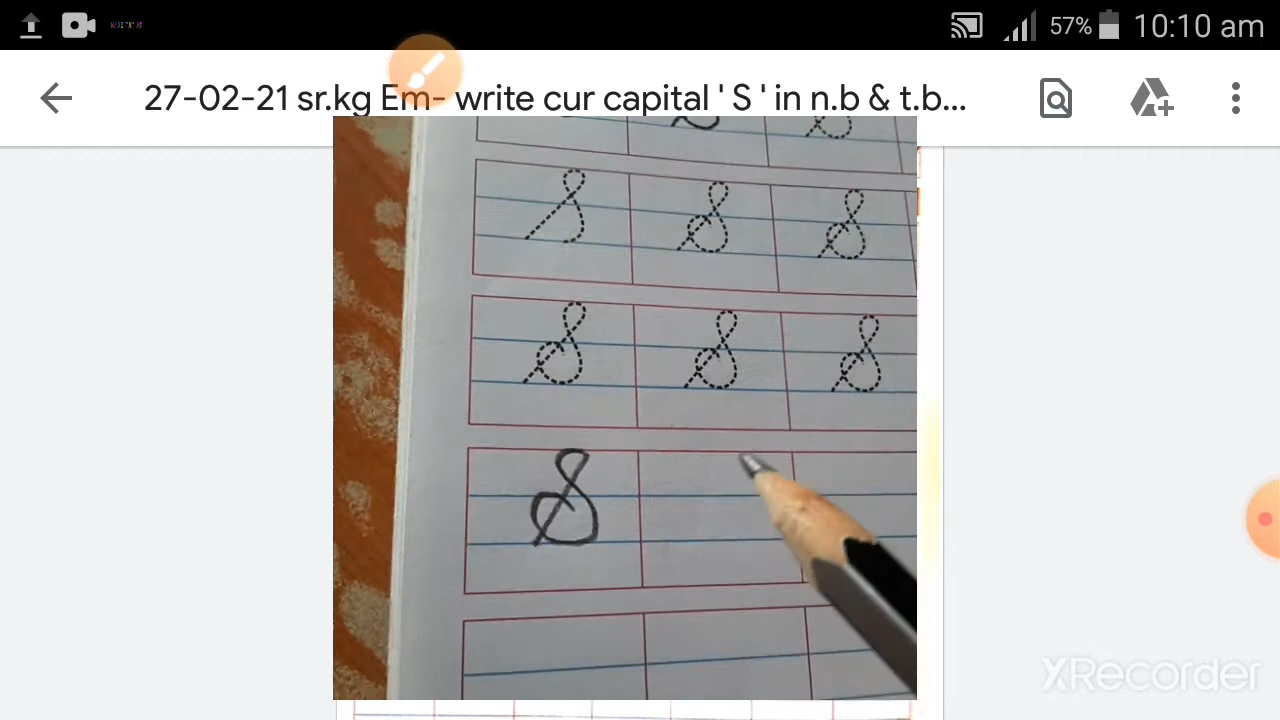 57% 10:10 am
27-02-21 sr.kg Em- write cur capital ' S ' in n.b & t.b...
S S S
S S S
S
XRecorder